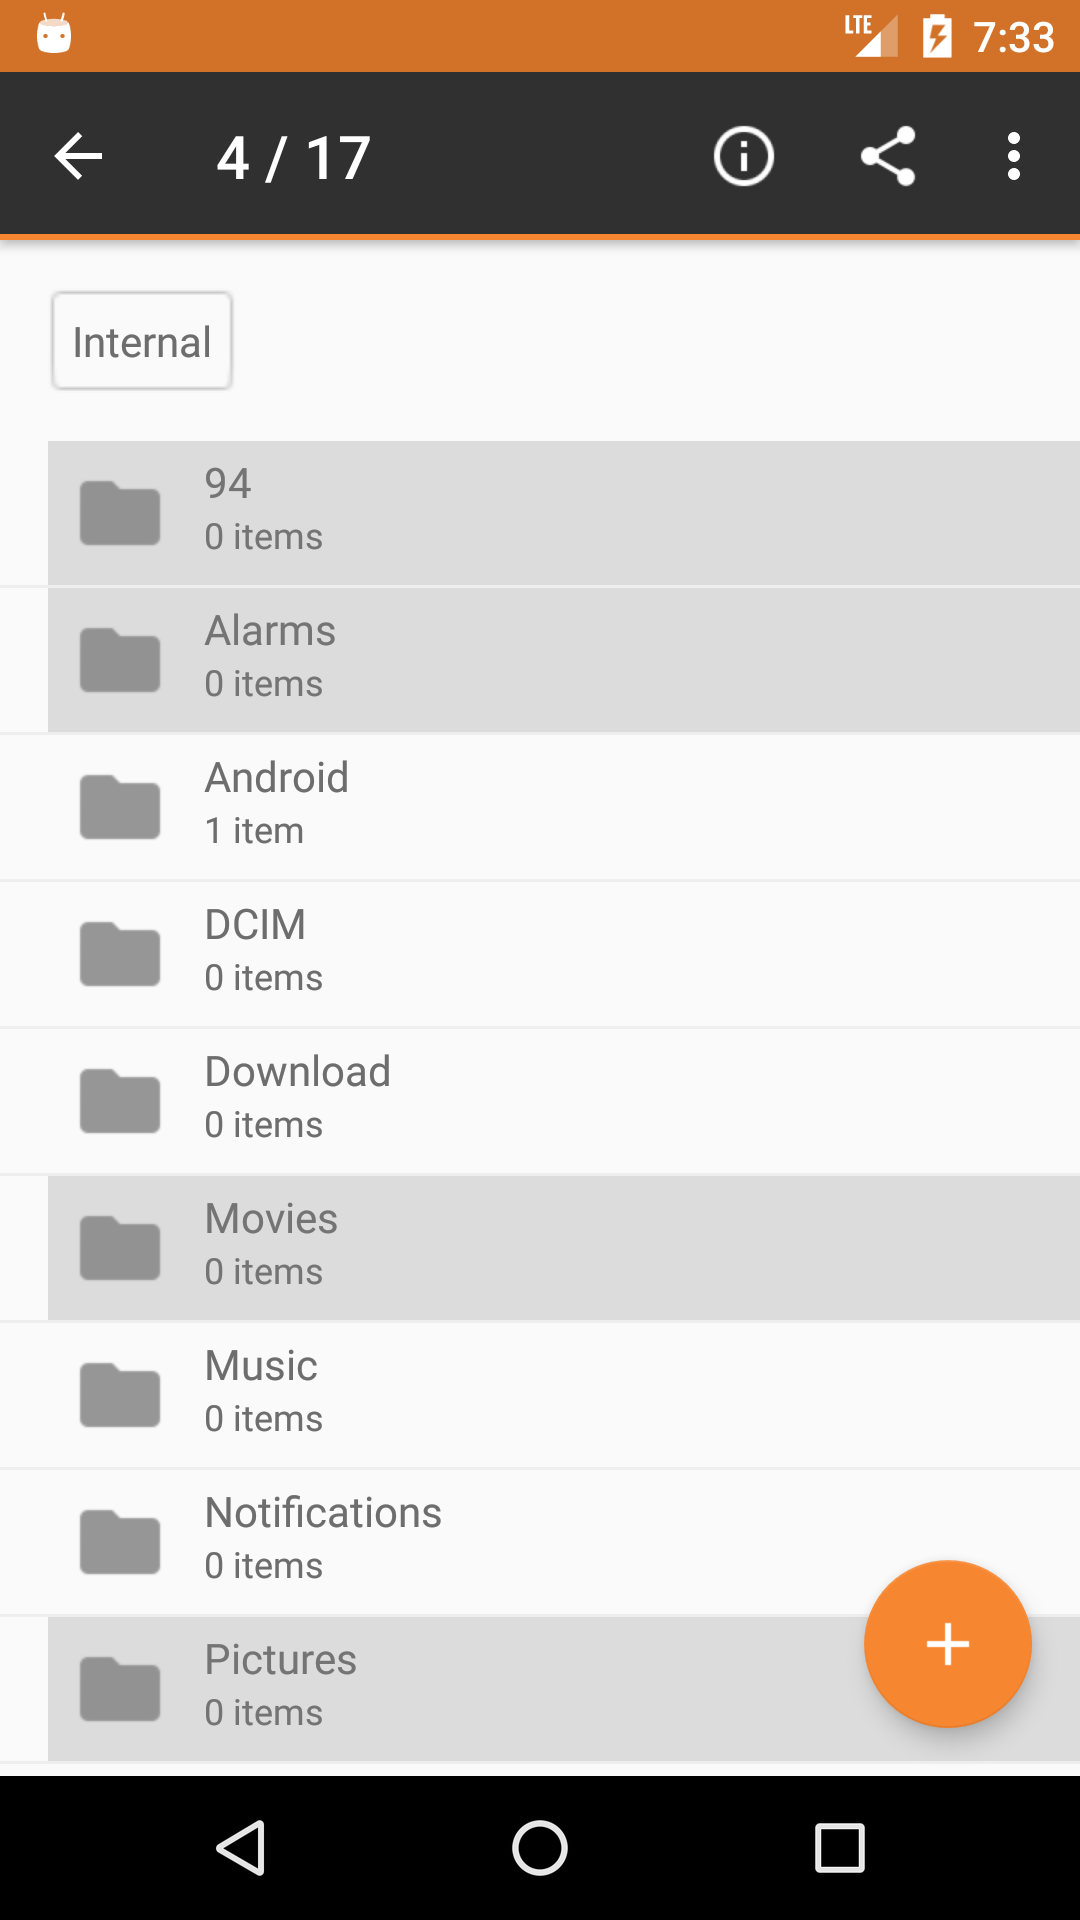 LTE 7:33
4 / 17
Internal
94
0 items
Alarms
0 items
Android
1 item
DCIM
0 items
Download
0 items
Movies
0 items
Music
0 items
Notifications
0 items
Pictures
0 items